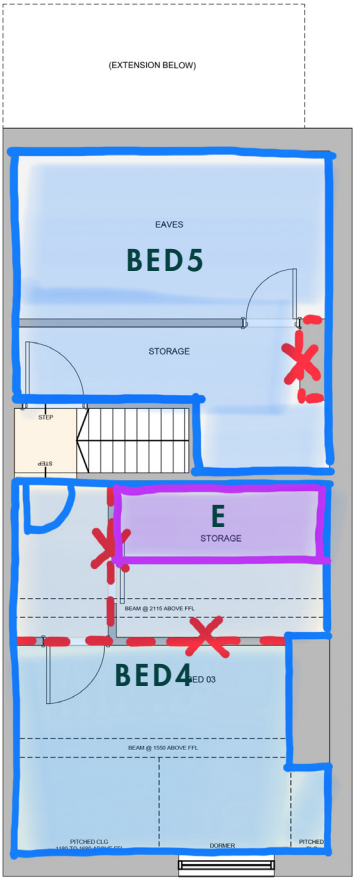 (EXTENSION BELOW)
EAVES
BED5
STORAGE
STEP
STEP
E
STORAGE
BEAM @ 2115 ABOVE FFL
BED4
ED 03
BEAM @ 1550 ABOVE FFL
PITCHED CLG
DORMER
PITCHED